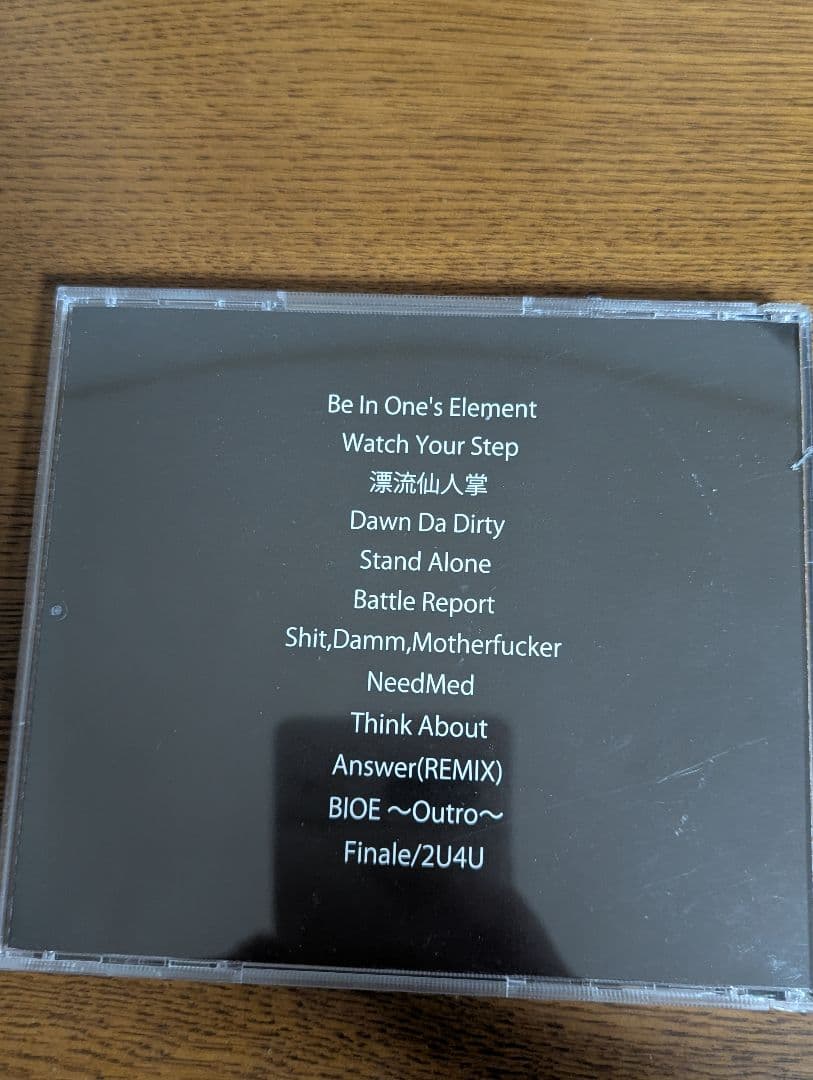 Be In One's Element
Watch Your Step
漂流仙人掌
Dawn Da Dirty
Stand Alone
Battle Report
Shit,Damm,Motherfucker
NeedMed
Think About
Answer(REMIX)
BIOE ～Outro～
Finale/2U4U